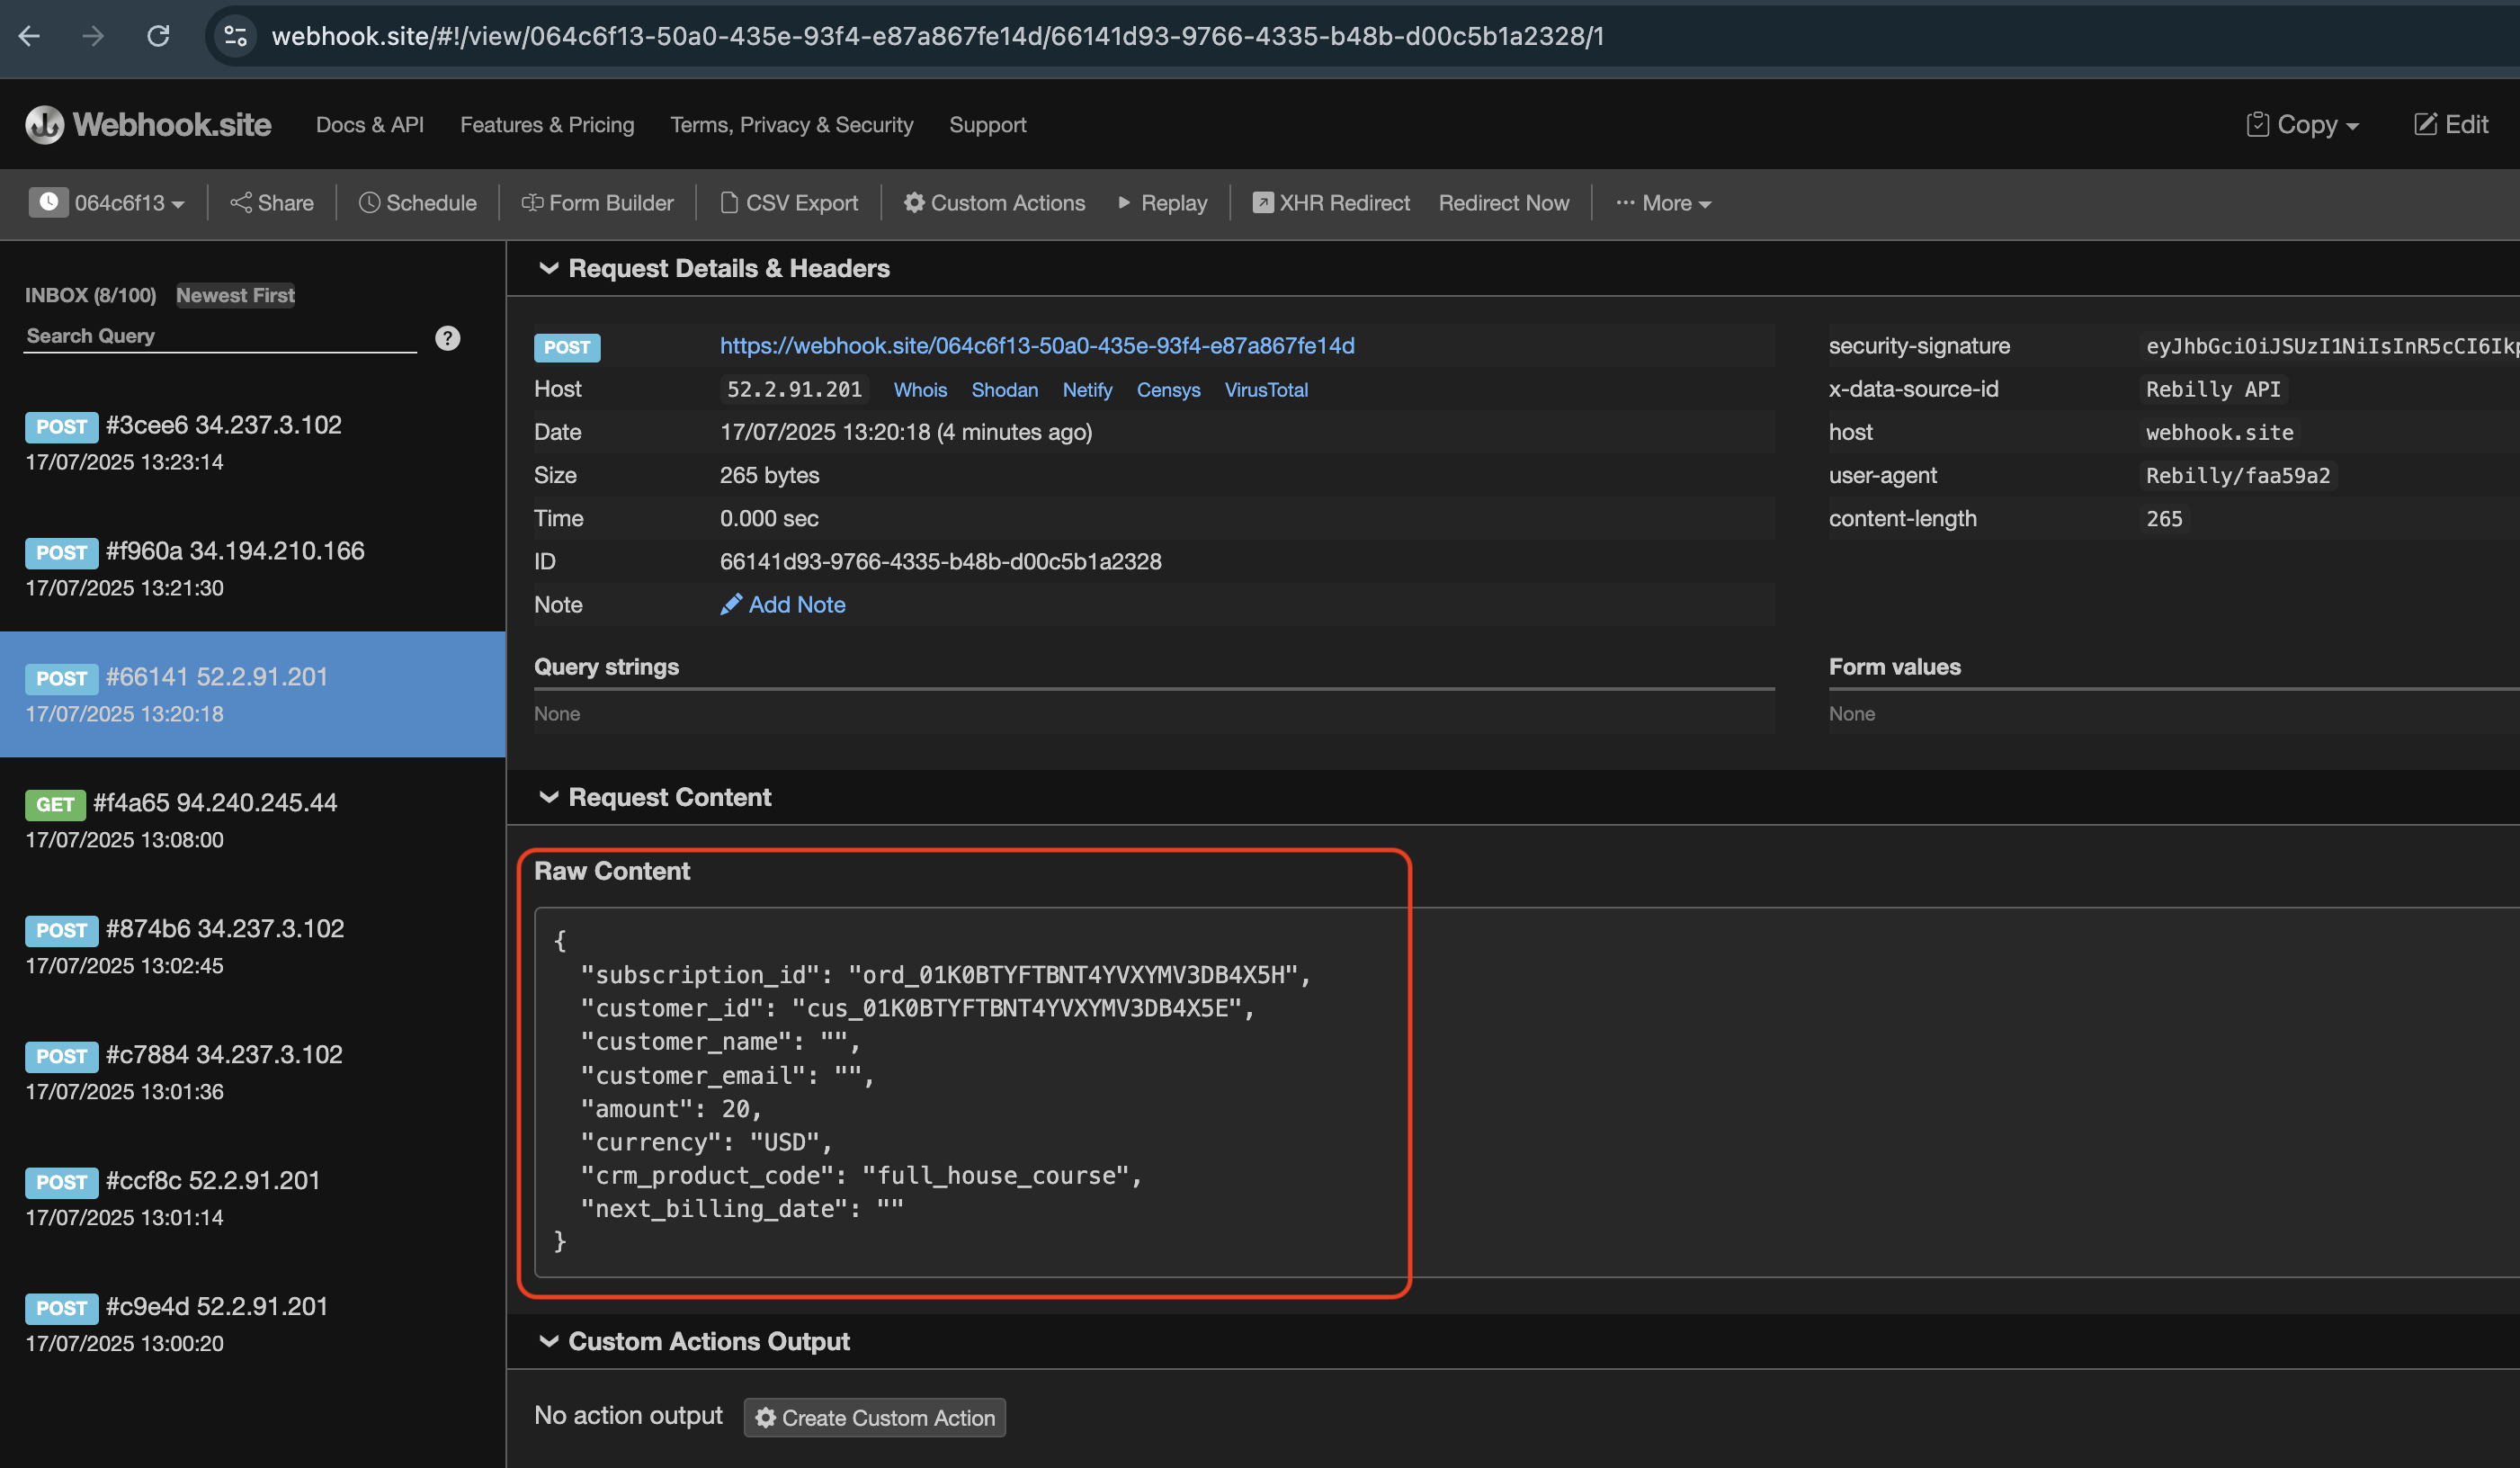 webhook.site/#!/view/064c6f13-50a0-435e-93f4-e87a867fe14d/66141d93-9766-4335-b48b-d00c5b1a2328/1
Webhook.site Docs & API Features & Pricing Terms, Privacy & Security Support Copy Edit
064c6f13 Share Schedule Form Builder CSV Export Custom Actions Replay XHR Redirect Redirect Now ··· More
INBOX (8/100) Newest First
Search Query ?
POST #3cee6 34.237.3.102
17/07/2025 13:23:14
POST #f960a 34.194.210.166
17/07/2025 13:21:30
POST #66141 52.2.91.201
17/07/2025 13:20:18
GET #f4a65 94.240.245.44
17/07/2025 13:08:00
POST #874b6 34.237.3.102
17/07/2025 13:02:45
POST #c7884 34.237.3.102
17/07/2025 13:01:36
POST #ccf8c 52.2.91.201
17/07/2025 13:01:14
POST #c9e4d 52.2.91.201
17/07/2025 13:00:20
Request Details & Headers
POST https://webhook.site/064c6f13-50a0-435e-93f4-e87a867fe14d
Host 52.2.91.201 Whois Shodan Netify Censys VirusTotal
Date 17/07/2025 13:20:18 (4 minutes ago)
Size 265 bytes
Time 0.000 sec
ID 66141d93-9766-4335-b48b-d00c5b1a2328
Note Add Note
security-signature eyJhbGciOiJSUzI1NiIsInR5cCI6Ikp
x-data-source-id Rebilly API
host webhook.site
user-agent Rebilly/faa59a2
content-length 265
Query strings
None
Form values
None
Request Content
Raw Content
{
"subscription_id": "ord_01K0BTYFTBNT4YVXYMV3DB4X5H",
"customer_id": "cus_01K0BTYFTBNT4YVXYMV3DB4X5E",
"customer_name": "",
"customer_email": "",
"amount": 20,
"currency": "USD",
"crm_product_code": "full_house_course",
"next_billing_date": ""
}
Custom Actions Output
No action output Create Custom Action